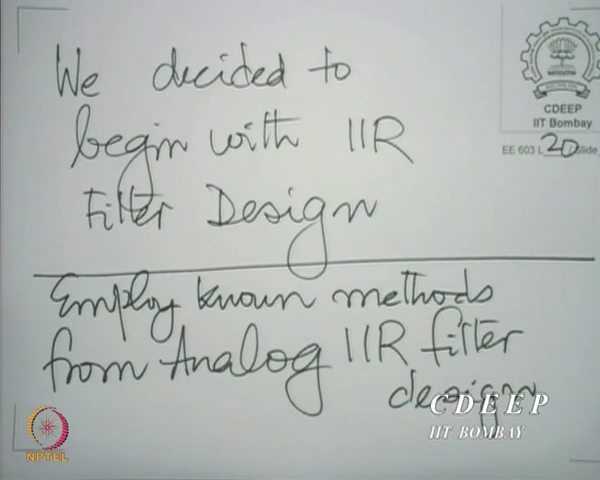 We decided to
begin with IIR
Filter Design
Employ known methods
from Analog IIR filter
design
CDEEP
IIT Bombay
EE 603 L 20 /Slide
CDEEP
IIT BOMBAY
NPTEL